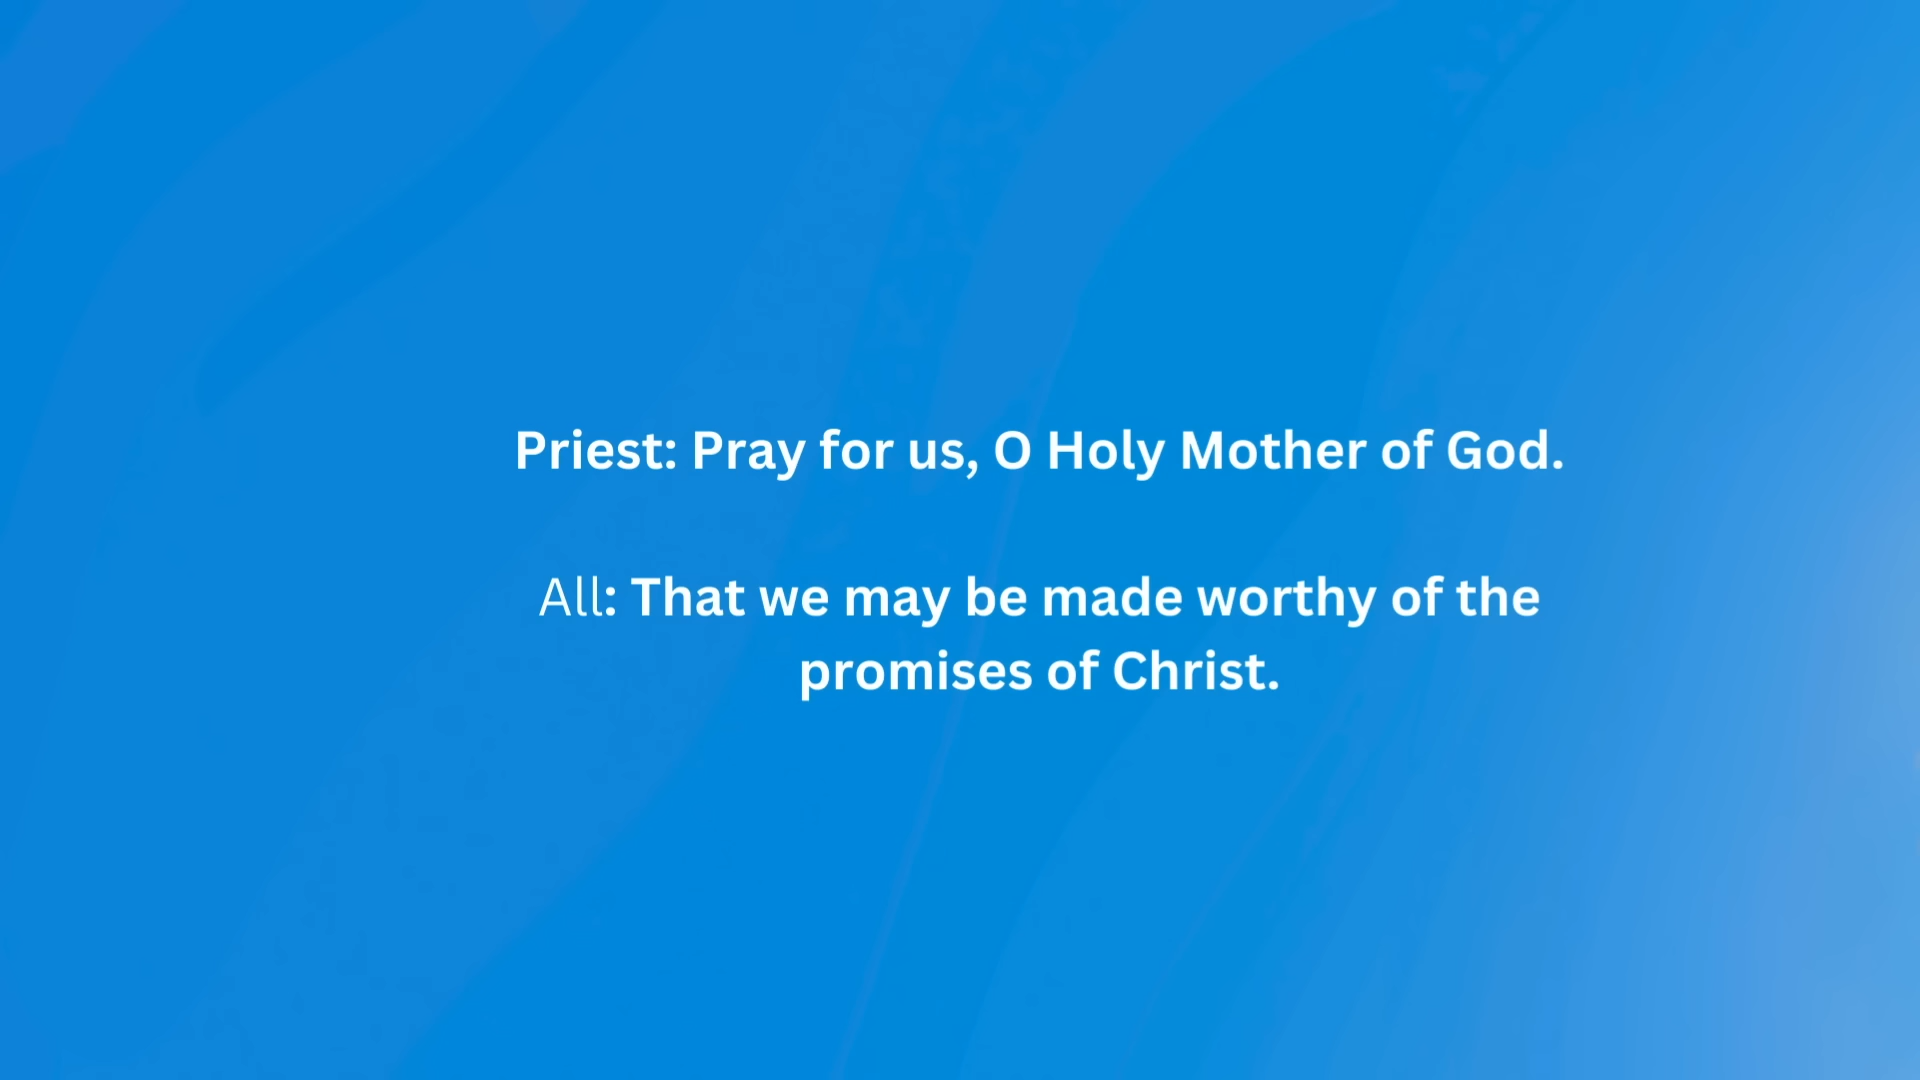 Priest: Pray for us, O Holy Mother of God.
All: That we may be made worthy of the
promises of Christ.